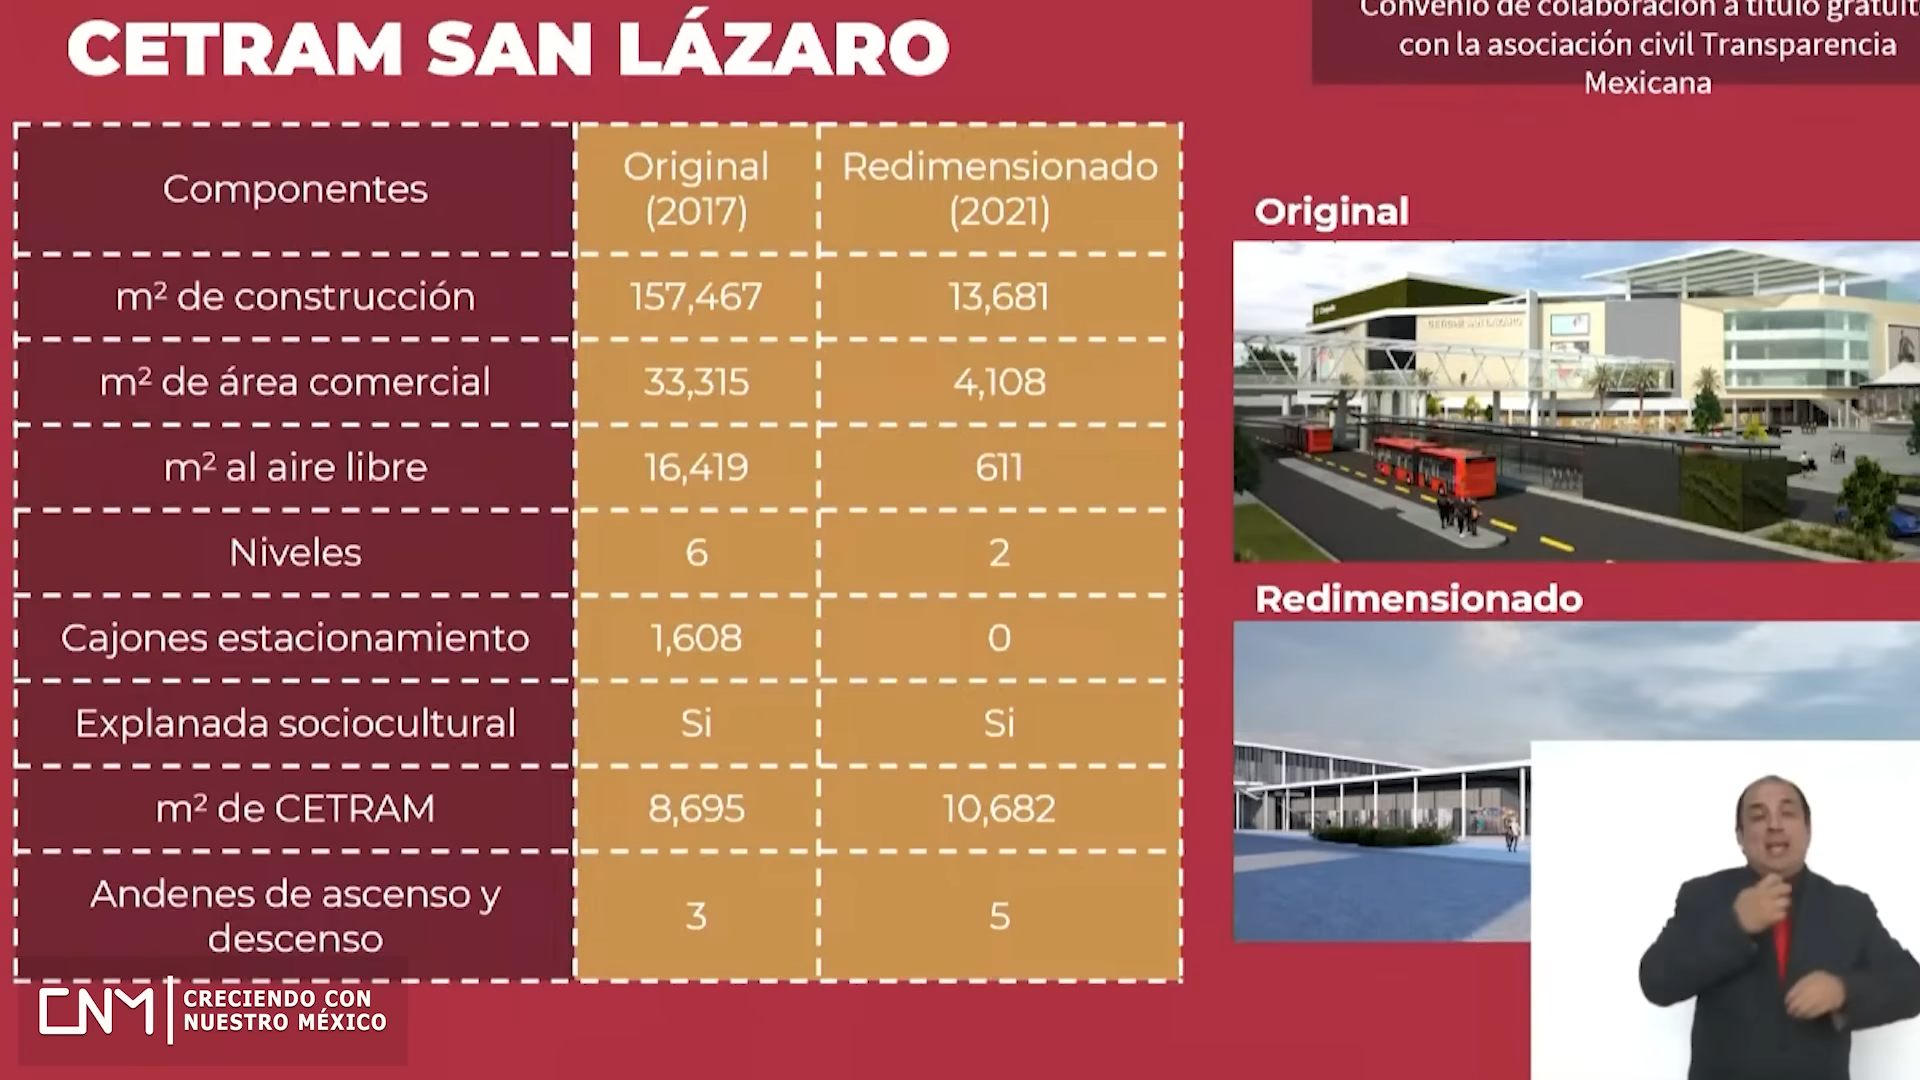 CETRAM SAN LÁZARO
Convenio de colaboración a título gratuito
con la asociación civil Transparencia
Mexicana
Componentes
Original
(2017)
Redimensionado
(2021)
m² de construcción
157,467
13,681
m² de área comercial
33,315
4,108
m² al aire libre
16,419
611
Niveles
6
2
Cajones estacionamiento
1,608
0
Explanada sociocultural
Si
Si
m² de CETRAM
8,695
10,682
Andenes de ascenso y
descenso
3
5
Original
CETRAM SAN LÁZARO
Redimensionado
CNM
CRECIENDO CON
NUESTRO MÉXICO